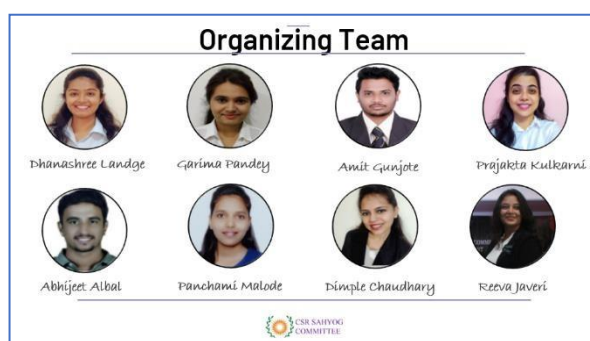 Organizing Team
Dhanashree Landge
Garima Pandey
Amit Gunjote
Prajakta Kulkarni
Abhijeet Albal
Panchami Malode
Dimple Chaudhary
Reeva Javeri
CSR SAHYOG
COMMITTEE